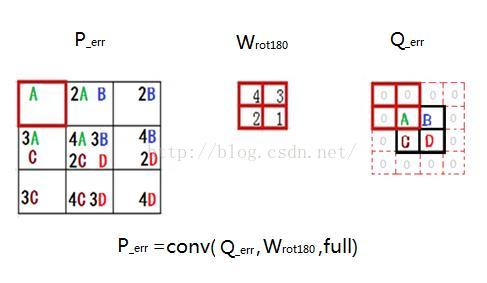 P_err
Wrot180
Q_err
A 2A B 2B
4 3
2 1
0 0 0 0
0 A B 0
0 C D 0
0 0 0 0
3A 4A 3B 4B
C 2C D 2D
3C 4C 3D 4D
http://blog.csdn.net/
P_err =conv( Q_err ,Wrot180 ,full)